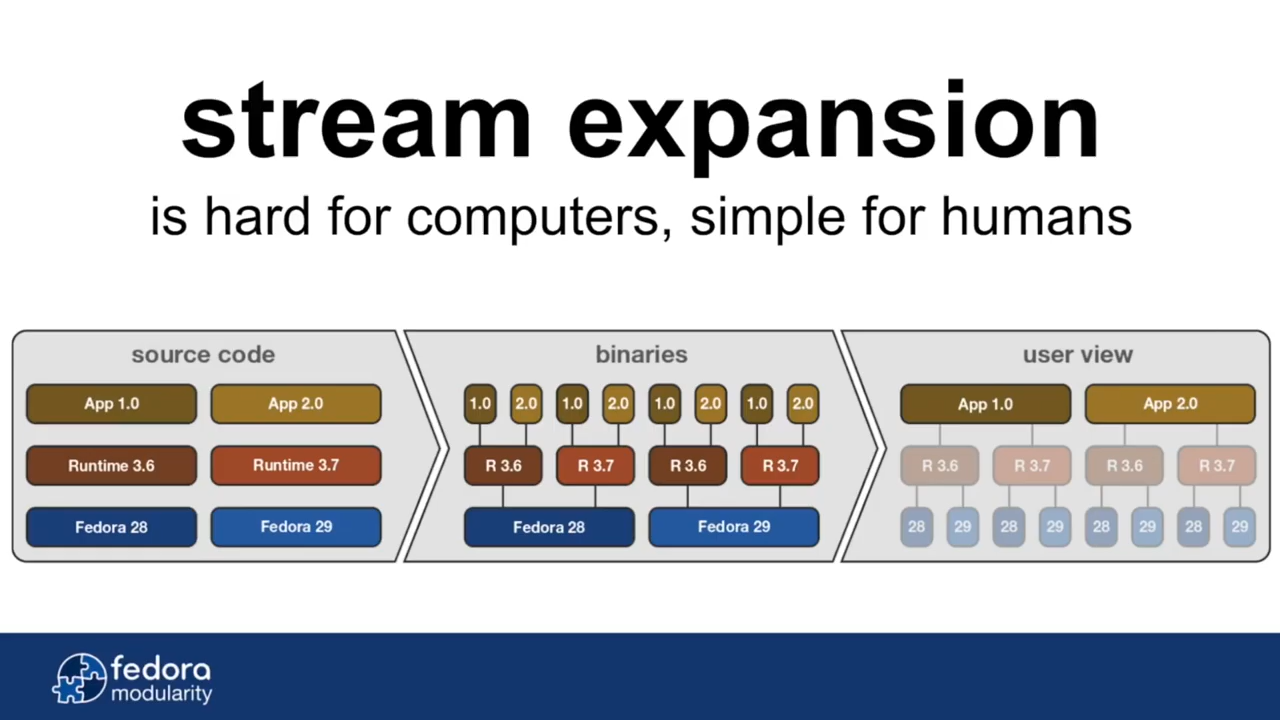 stream expansion
is hard for computers, simple for humans
source code
App 1.0 App 2.0
Runtime 3.6 Runtime 3.7
Fedora 28 Fedora 29
binaries
1.0 2.0 1.0 2.0 1.0 2.0 1.0 2.0
R 3.6 R 3.7 R 3.6 R 3.7
Fedora 28 Fedora 29
user view
App 1.0 App 2.0
R 3.6 R 3.7 R 3.6 R 3.7
28 29 28 29 28 29 28 29
fedora
modularity